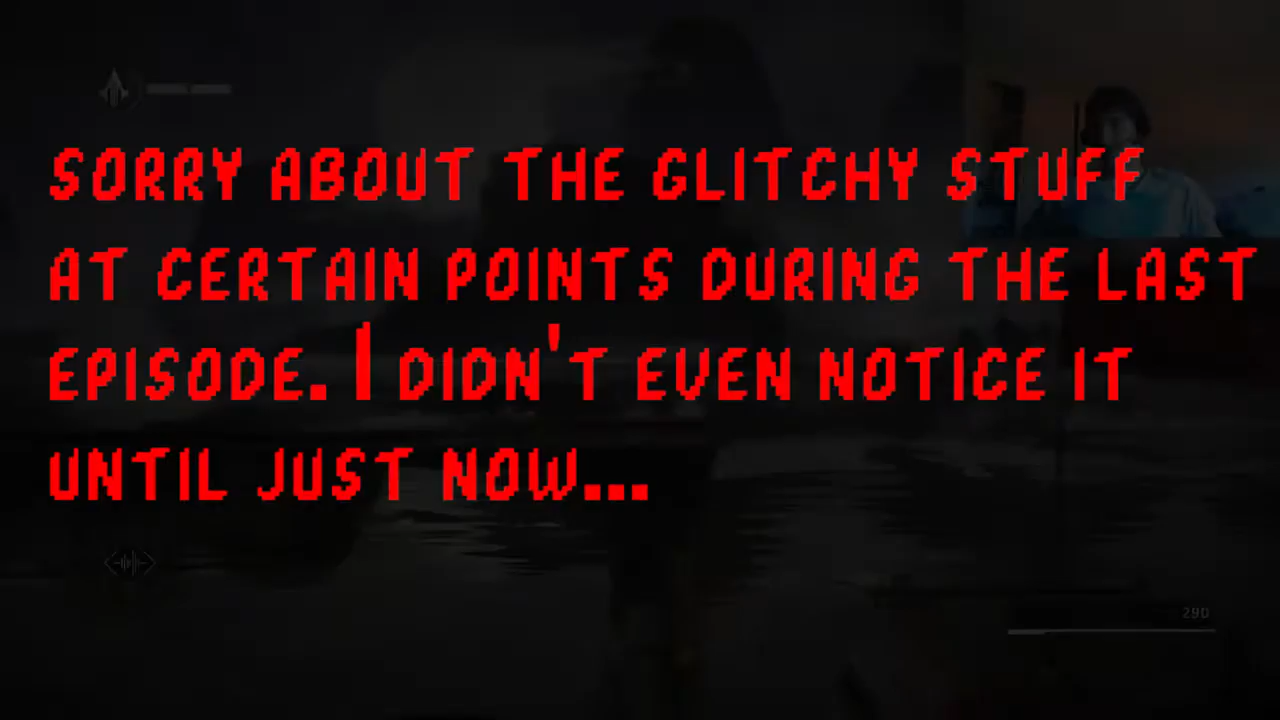 SORRY ABOUT THE GLITCHY STUFF
AT CERTAIN POINTS DURING THE LAST
EPISODE. I DIDN'T EVEN NOTICE IT
UNTIL JUST NOW...
290